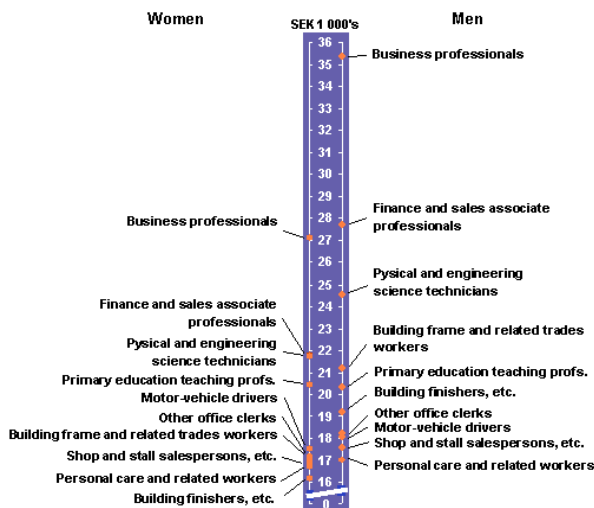 Women
SEK 1 000's
Men
36
35
34
33
32
31
30
29
28
27
26
25
24
23
22
21
20
19
18
17
16
0
Business professionals
Finance and sales associate
professionals
Pysical and engineering
science technicians
Primary education teaching profs.
Motor-vehicle drivers
Other office clerks
Building frame and related trades workers
Shop and stall salespersons, etc.
Personal care and related workers
Building finishers, etc.
Business professionals
Finance and sales associate
professionals
Pysical and engineering
science technicians
Building frame and related trades
workers
Primary education teaching profs.
Building finishers, etc.
Other office clerks
Motor-vehicle drivers
Shop and stall salespersons, etc.
Personal care and related workers